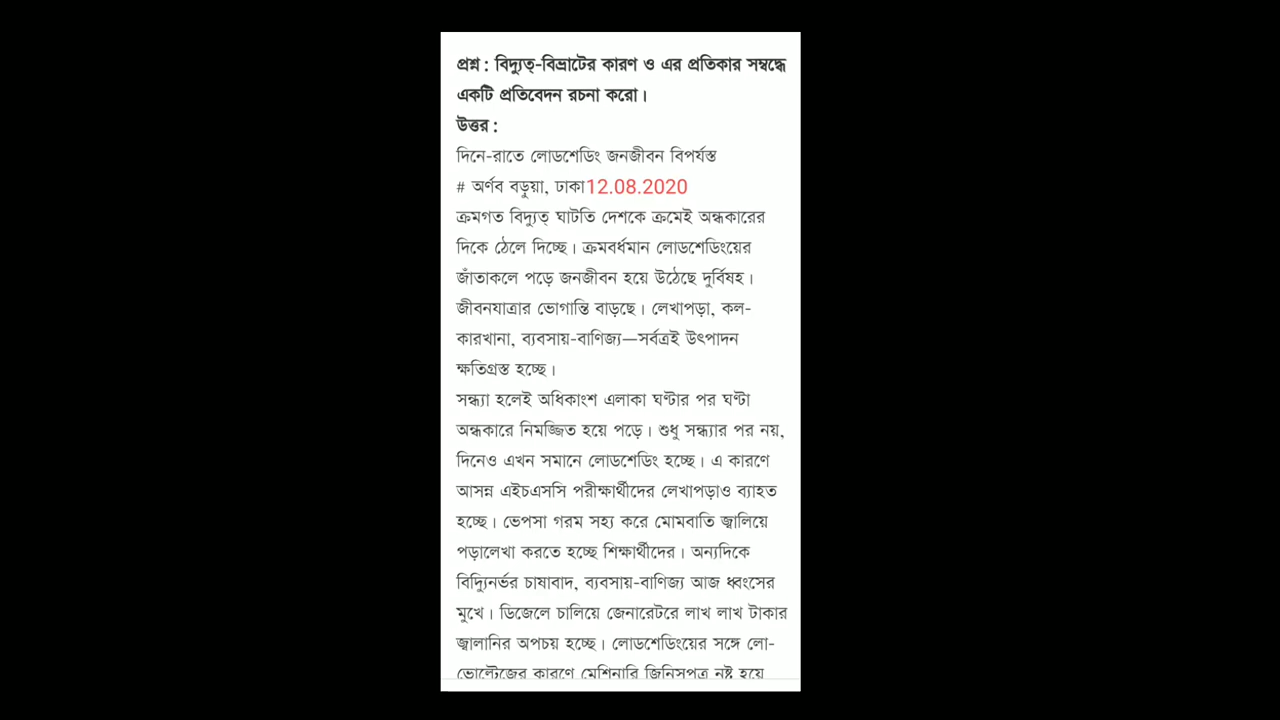 প্রশ্ন : বিদ্যুত্-বিভ্রাটের কারণ ও এর প্রতিকার সম্বন্ধে
একটি প্রতিবেদন রচনা করো।
উত্তর :
দিনে-রাতে লোডশেডিং জনজীবন বিপর্যস্ত
# অর্ণব বড়ুয়া, ঢাকা12.08.2020
ক্রমগত বিদ্যুত্ ঘাটতি দেশকে ক্রমেই অন্ধকারের
দিকে ঠেলে দিচ্ছে। ক্রমবর্ধমান লোডশেডিংয়ের
জাঁতাকলে পড়ে জনজীবন হয়ে উঠেছে দুর্বিষহ।
জীবনযাত্রার ভোগান্তি বাড়ছে। লেখাপড়া, কল-
কারখানা, ব্যবসায়-বাণিজ্য—সর্বত্রই উৎপাদন
ক্ষতিগ্রস্ত হচ্ছে।
সন্ধ্যা হলেই অধিকাংশ এলাকা ঘণ্টার পর ঘণ্টা
অন্ধকারে নিমজ্জিত হয়ে পড়ে। শুধু সন্ধ্যার পর নয়,
দিনেও এখন সমানে লোডশেডিং হচ্ছে। এ কারণে
আসন্ন এইচএসসি পরীক্ষার্থীদের লেখাপড়াও ব্যাহত
হচ্ছে। ভেপসা গরম সহ্য করে মোমবাতি জ্বালিয়ে
পড়ালেখা করতে হচ্ছে শিক্ষার্থীদের। অন্যদিকে
বিদ্যুিনর্ভর চাষাবাদ, ব্যবসায়-বাণিজ্য আজ ধ্বংসের
মুখে। ডিজেলে চালিয়ে জেনারেটরে লাখ লাখ টাকার
জ্বালানির অপচয় হচ্ছে। লোডশেডিংয়ের সঙ্গে লো-
ভোল্টেজের কারণে মেশিনারি জিনিসপত্র নষ্ট হয়ে